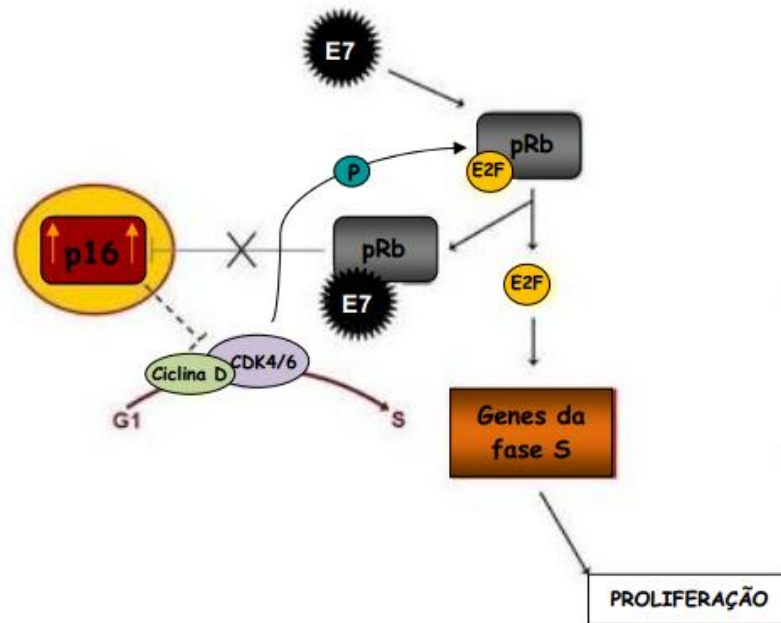 E7
pRb
E2F
P
p16
pRb
E7
E2F
Ciclina D
CDK4/6
G1
S
Genes da
fase S
PROLIFERAÇÃO